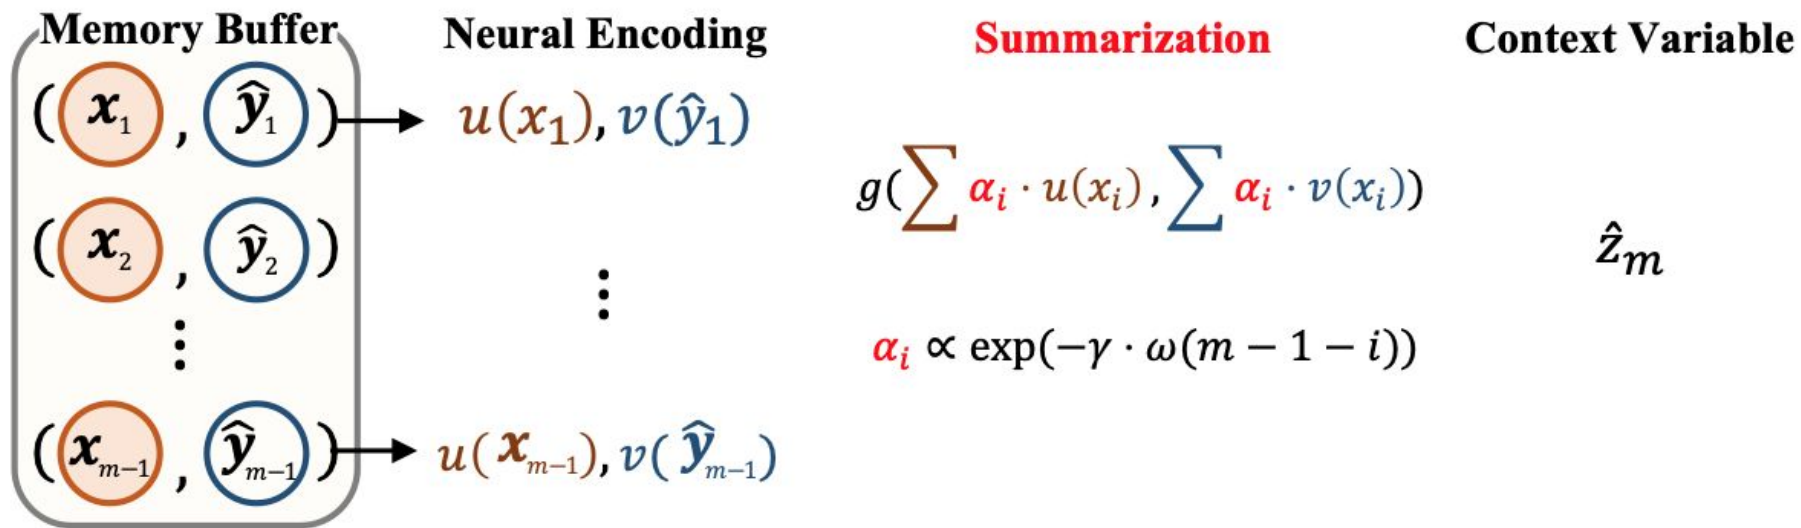 Memory Buffer Neural Encoding Summarization Context Variable
(x₁, ŷ₁) u(x₁), v(ŷ₁)
g(∑ αᵢ · u(xᵢ), ∑ αᵢ · v(xᵢ))
(x₂, ŷ₂) ⋮ ẑₘ
⋮ αᵢ ∝ exp(−γ · ω(m − 1 − i))
(xₘ₋₁, ŷₘ₋₁) u(xₘ₋₁), v(ŷₘ₋₁)